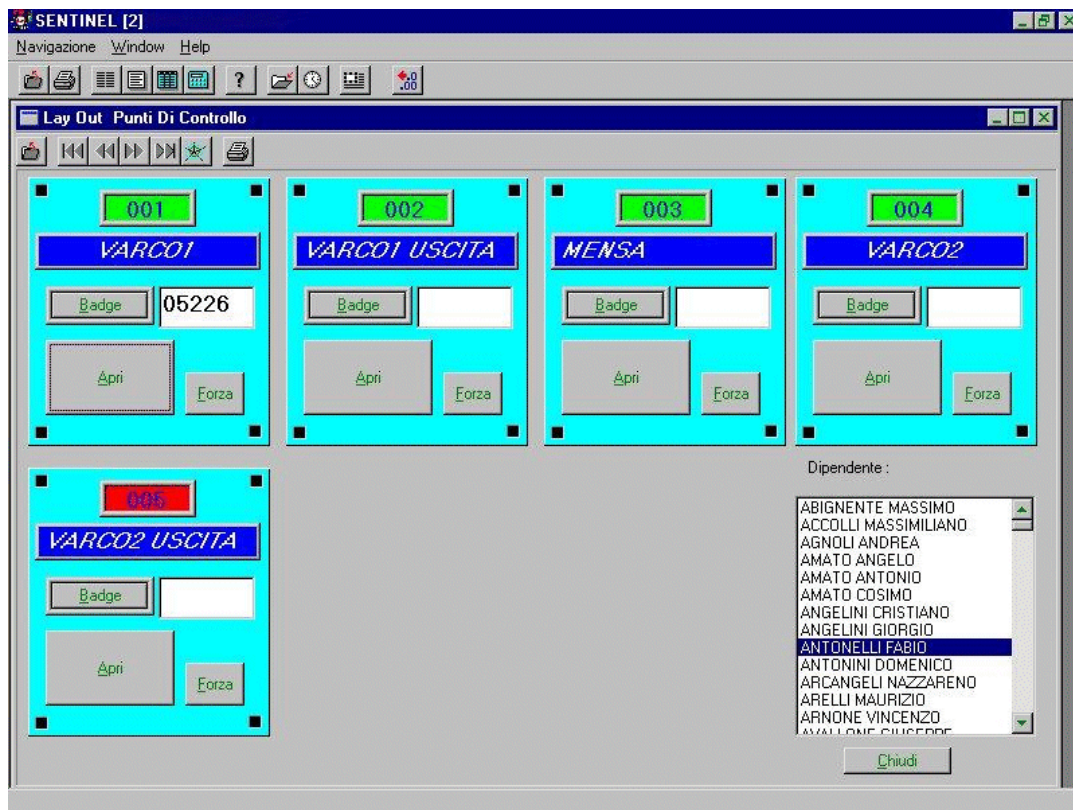 SENTINEL [2]
Navigazione Window Help
?
.00
Lay Out Punti Di Controllo
001
VARCO1
Badge 05226
Apri
Forza
002
VARCO1 USCITA
Badge
Apri
Forza
003
MENSA
Badge
Apri
Forza
004
VARCO2
Badge
Apri
Forza
005
VARCO2 USCITA
Badge
Apri
Forza
Dipendente :
ABIGNENTE MASSIMO
ACCOLLI MASSIMILIANO
AGNOLI ANDREA
AMATO ANGELO
AMATO ANTONIO
AMATO COSIMO
ANGELINI CRISTIANO
ANGELINI GIORGIO
ANTONELLI FABIO
ANTONINI DOMENICO
ARCANGELI NAZZARENO
ARELLI MAURIZIO
ARNONE VINCENZO
AVALLONE GIUSEPPE
Chiudi